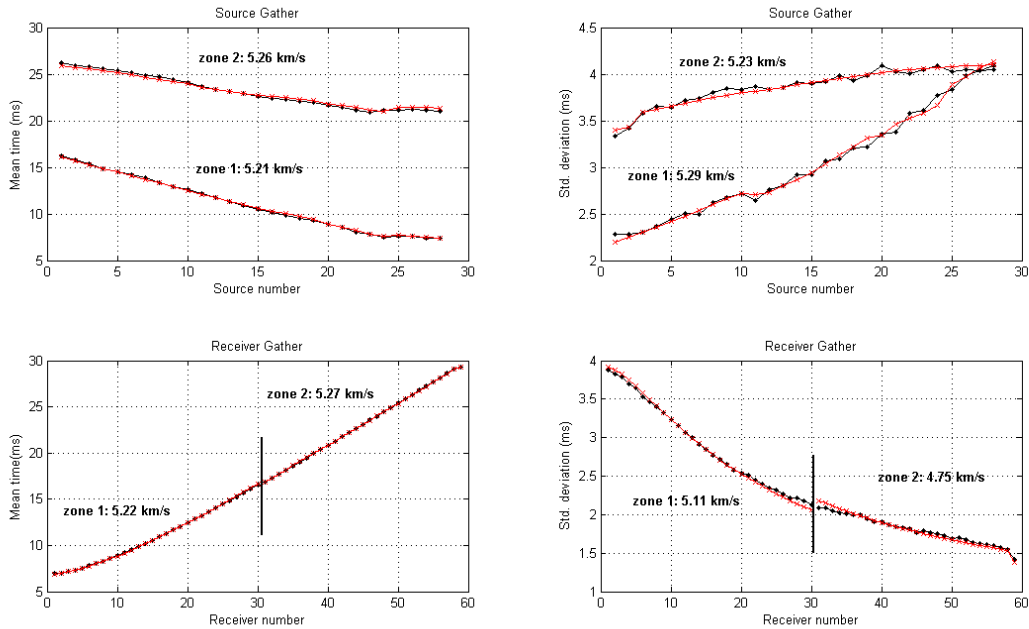 Source Gather
30
25
20
15
10
5
0 5 10 15 20 25 30
Mean time (ms)
Source number
zone 2: 5.26 km/s
zone 1: 5.21 km/s
Source Gather
4.5
4
3.5
3
2.5
2
0 5 10 15 20 25 30
Std. deviation (ms)
Source number
zone 2: 5.23 km/s
zone 1: 5.29 km/s
Receiver Gather
30
25
20
15
10
5
0 10 20 30 40 50 60
Mean time(ms)
Receiver number
zone 2: 5.27 km/s
zone 1: 5.22 km/s
Receiver Gather
4
3.5
3
2.5
2
1.5
1
0 10 20 30 40 50 60
Std. deviation (ms)
Receiver number
zone 2: 4.75 km/s
zone 1: 5.11 km/s